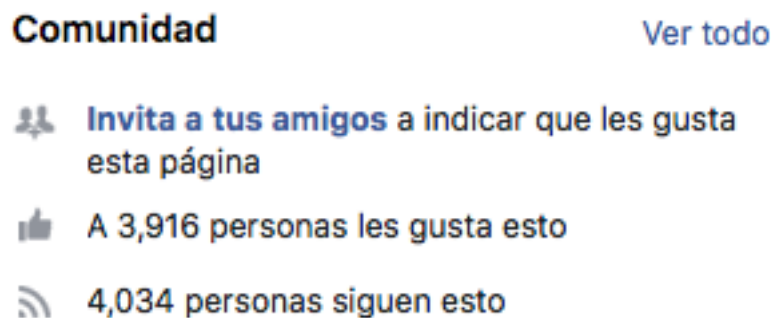 Comunidad Ver todo
Invita a tus amigos a indicar que les gusta
esta página
A 3,916 personas les gusta esto
4,034 personas siguen esto